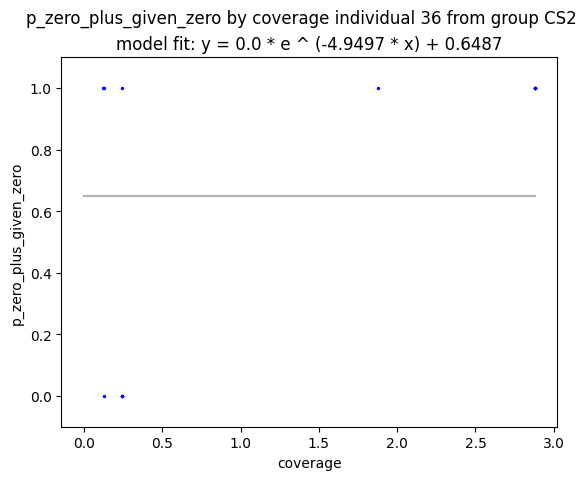 p_zero_plus_given_zero by coverage individual 36 from group CS2
model fit: y = 0.0 * e ^ (-4.9497 * x) + 0.6487
p_zero_plus_given_zero
1.0
0.8
0.6
0.4
0.2
0.0
0.0 0.5 1.0 1.5 2.0 2.5 3.0
coverage